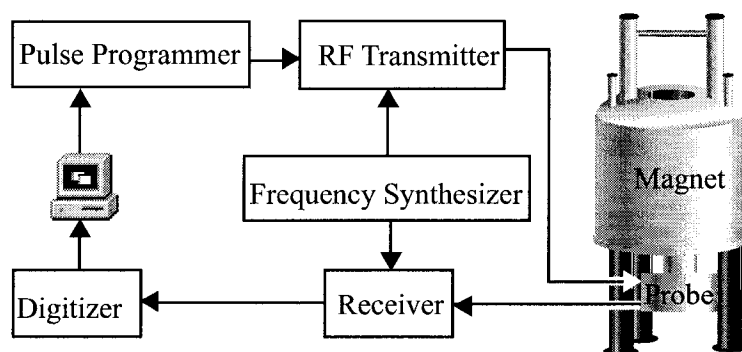 Pulse Programmer
RF Transmitter
Frequency Synthesizer
Magnet
Digitizer
Receiver
Probe